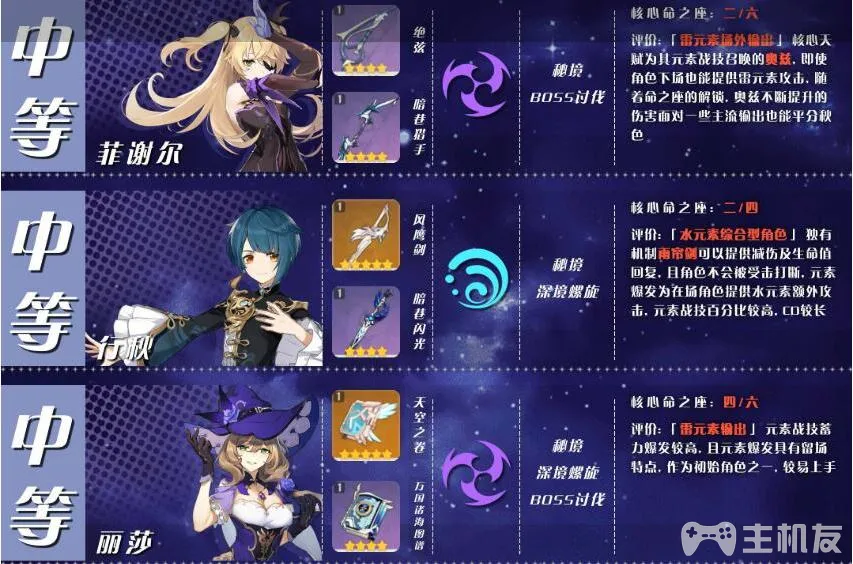 中等
菲谢尔
1
绝弦
1
暗巷猎手
秘境
BOSS讨伐
核心命之座：二/六
评价：「雷元素场外输出」核心天
赋为其元素战技召唤的奥兹，即使
角色下场也能提供雷元素攻击，随
着命之座的解锁，奥兹不断提升的
伤害面对一些主流输出也能平分秋
色
中等
行秋
1
风鹰剑
1
暗巷闪光
秘境
深境螺旋
核心命之座：二/四
评价：「水元素综合型角色」独有
机制雨帘剑可以提供减伤及生命值
回复，且角色不会被受击打断，元素
爆发为在场角色提供水元素额外攻
击，元素战技百分比较高，CD较长
中等
丽莎
1
天空之卷
1
万国诸海图谱
秘境
深境螺旋
BOSS讨伐
核心命之座：四/六
评价：「雷元素输出」元素战技蓄
力爆发较高，且元素爆发具有留场
特点，作为初始角色之一，较易上手
主机友